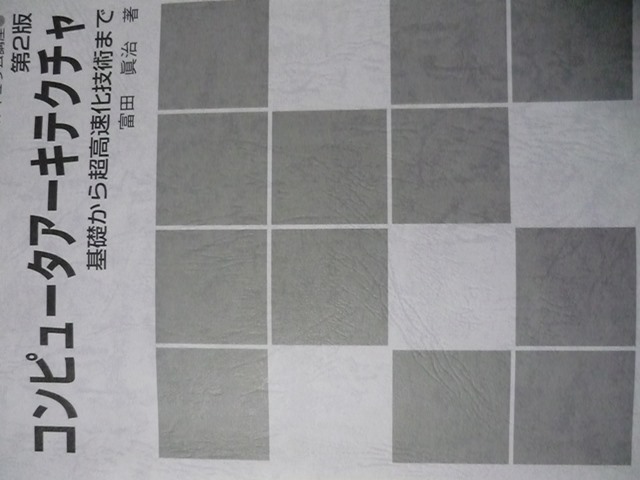 第2版
コンピュータアーキテクチャ
基礎から超高速化技術まで
富田 眞治 著